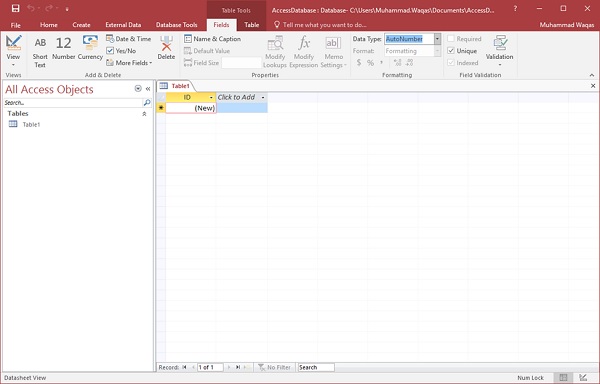 Table Tools
AccessDatabase : Database- C:\Users\Muhammad.Waqas\Documents\AccessD...
?
File Home Create External Data Database Tools Fields Table Tell me what you want to do... Muhammad.Waqas
View
Views
AB
Short Text
12
Number
Currency
Date & Time
Yes/No
More Fields
Add & Delete
Delete
Name & Caption
Default Value
Field Size
Modify Lookups
fx
Modify Expression
ab
Memo Settings
Properties
Data Type: AutoNumber
Format: Formatting
$ % ,
Formatting
Required
Unique
Indexed
Validation
Field Validation
All Access Objects
Search...
Tables
Table1
Table1
ID Click to Add
(New)
Record: 1 of 1 No Filter Search
Datasheet View Num Lock